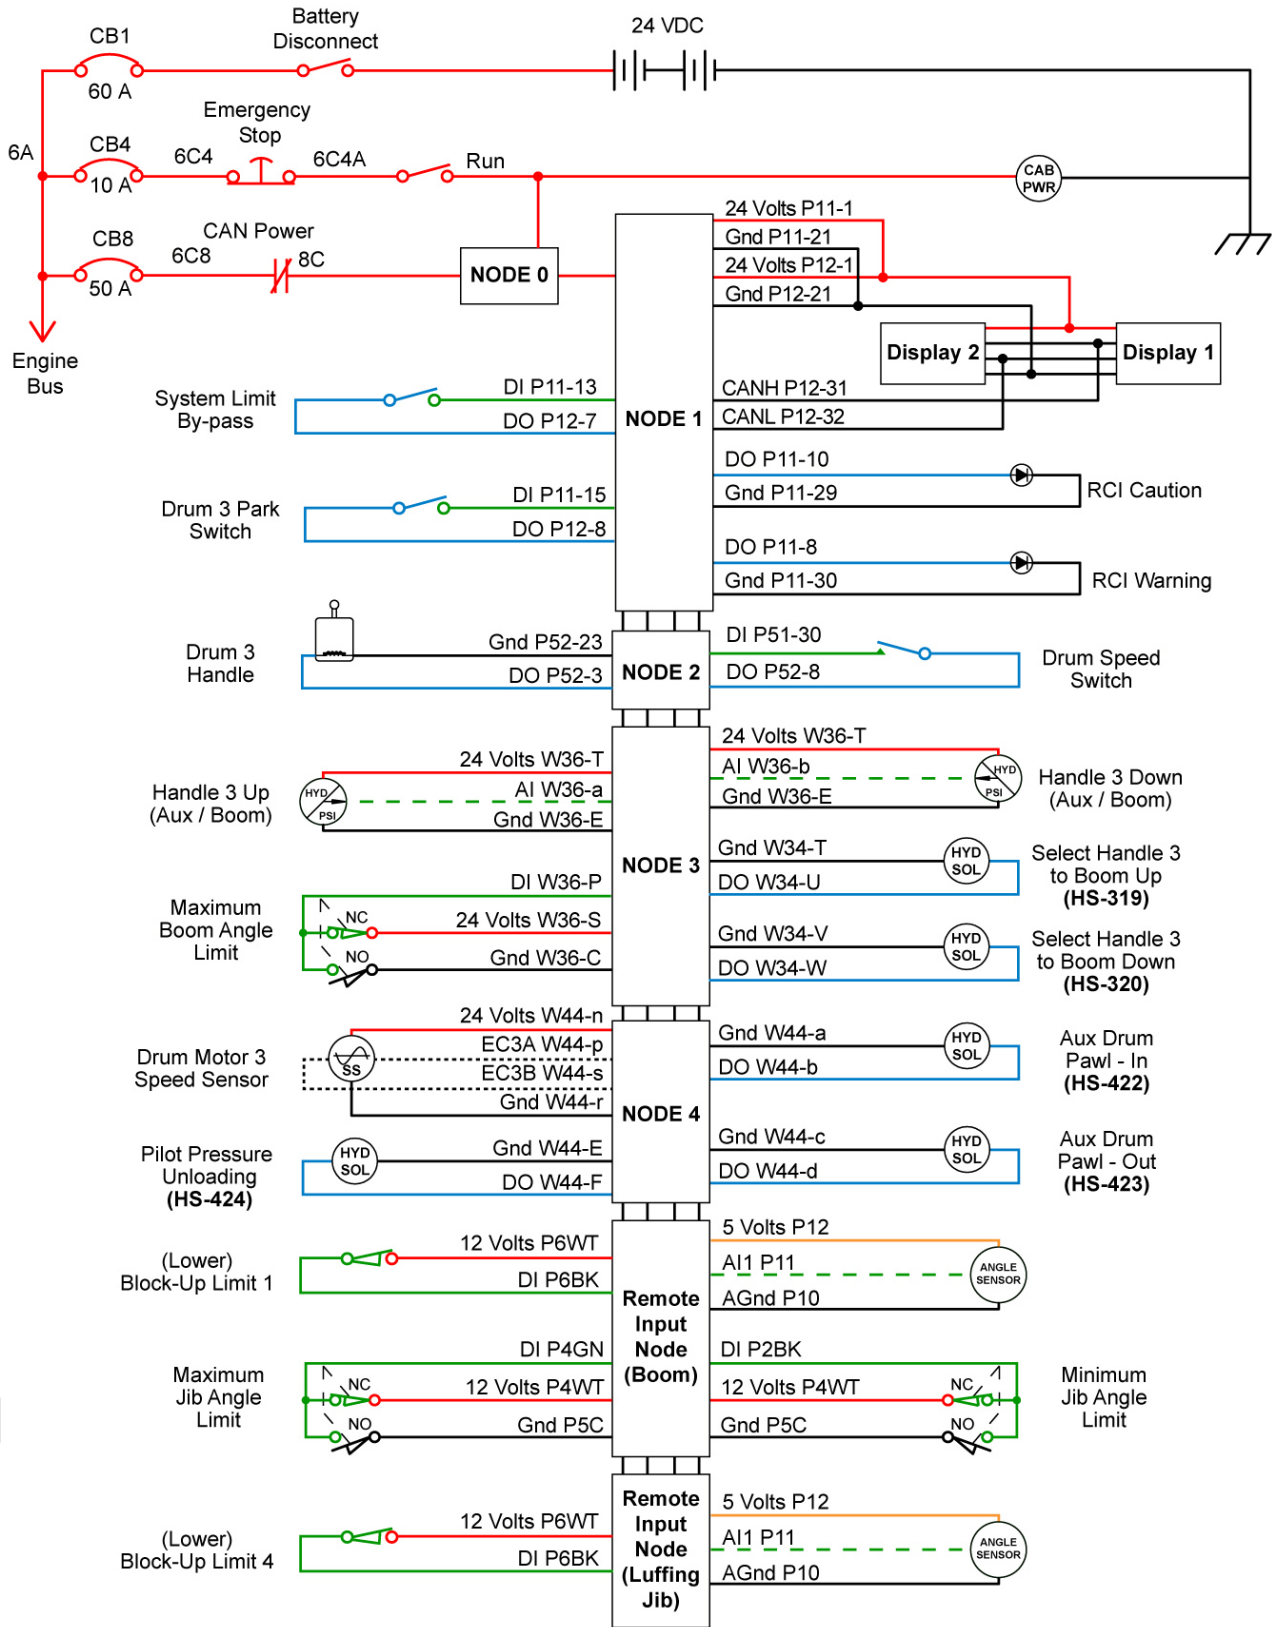 CB1
60 A
Battery
Disconnect
24 VDC
6A
CB4
10 A
6C4
Emergency
Stop
6C4A
Run
CAB
PWR
CB8
50 A
6C8
CAN Power
8C
NODE 0
Engine
Bus
24 Volts P11-1
Gnd P11-21
24 Volts P12-1
Gnd P12-21
Display 2
Display 1
System Limit
By-pass
DI P11-13
DO P12-7
NODE 1
CANH P12-31
CANL P12-32
DO P11-10
Gnd P11-29
RCI Caution
Drum 3 Park
Switch
DI P11-15
DO P12-8
DO P11-8
Gnd P11-30
RCI Warning
Drum 3
Handle
Gnd P52-23
DO P52-3
NODE 2
DI P51-30
DO P52-8
Drum Speed
Switch
Handle 3 Up
(Aux / Boom)
HYD
PSI
24 Volts W36-T
AI W36-a
Gnd W36-E
NODE 3
24 Volts W36-T
AI W36-b
Gnd W36-E
HYD
PSI
Handle 3 Down
(Aux / Boom)
Gnd W34-T
DO W34-U
HYD
SOL
Select Handle 3
to Boom Up
(HS-319)
Maximum
Boom Angle
Limit
NC
NO
DI W36-P
24 Volts W36-S
Gnd W36-C
Gnd W34-V
DO W34-W
HYD
SOL
Select Handle 3
to Boom Down
(HS-320)
Drum Motor 3
Speed Sensor
SS
24 Volts W44-n
EC3A W44-p
EC3B W44-s
Gnd W44-r
NODE 4
Gnd W44-a
DO W44-b
HYD
SOL
Aux Drum
Pawl - In
(HS-422)
Pilot Pressure
Unloading
(HS-424)
HYD
SOL
Gnd W44-E
DO W44-F
Gnd W44-c
DO W44-d
HYD
SOL
Aux Drum
Pawl - Out
(HS-423)
(Lower)
Block-Up Limit 1
12 Volts P6WT
DI P6BK
Remote
Input
Node
(Boom)
5 Volts P12
AI1 P11
AGnd P10
ANGLE
SENSOR
Maximum
Jib Angle
Limit
NC
NO
DI P4GN
12 Volts P4WT
Gnd P5C
DI P2BK
12 Volts P4WT
Gnd P5C
NC
NO
Minimum
Jib Angle
Limit
(Lower)
Block-Up Limit 4
12 Volts P6WT
DI P6BK
Remote
Input
Node
(Luffing
Jib)
5 Volts P12
AI1 P11
AGnd P10
ANGLE
SENSOR